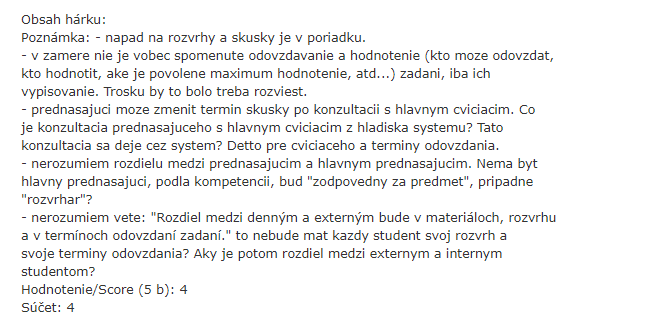 Obsah hárku:
Poznámka: - napad na rozvrhy a skusky je v poriadku.
- v zamere nie je vobec spomenute odovzdavanie a hodnotenie (kto moze odovzdat,
kto hodnotit, ake je povolene maximum hodnotenie, atd...) zadani, iba ich
vypisovanie. Trosku by to bolo treba rozviest.
- prednasajuci moze zmenit termin skusky po konzultacii s hlavnym cviciacim. Co
je konzultacia prednasajuceho s hlavnym cviciacim z hladiska systemu? Tato
konzultacia sa deje cez system? Detto pre cviciaceho a terminy odovzdania.
- nerozumiem rozdielu medzi prednasajucim a hlavnym prednasajucim. Nema byt
hlavny prednasajuci, podla kompetencii, bud "zodpovedny za predmet", pripadne
"rozvrhar"?
- nerozumiem vete: "Rozdiel medzi denným a externým bude v materiáloch, rozvrhu
a v termínoch odovzdaní zadaní." to nebude mat kazdy student svoj rozvrh a
svoje terminy odovzdania? Aky je potom rozdiel medzi externym a internym
studentom?
Hodnotenie/Score (5 b): 4
Súčet: 4